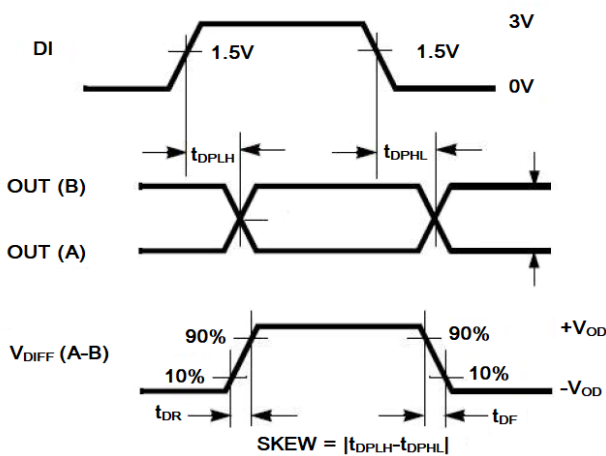 3V
DI
1.5V
1.5V
0V
tDPLH
tDPHL
OUT (B)
OUT (A)
90%
90%
+VOD
VDIFF (A-B)
10%
10%
-VOD
tDR
tDF
SKEW = |tDPLH-tDPHL|